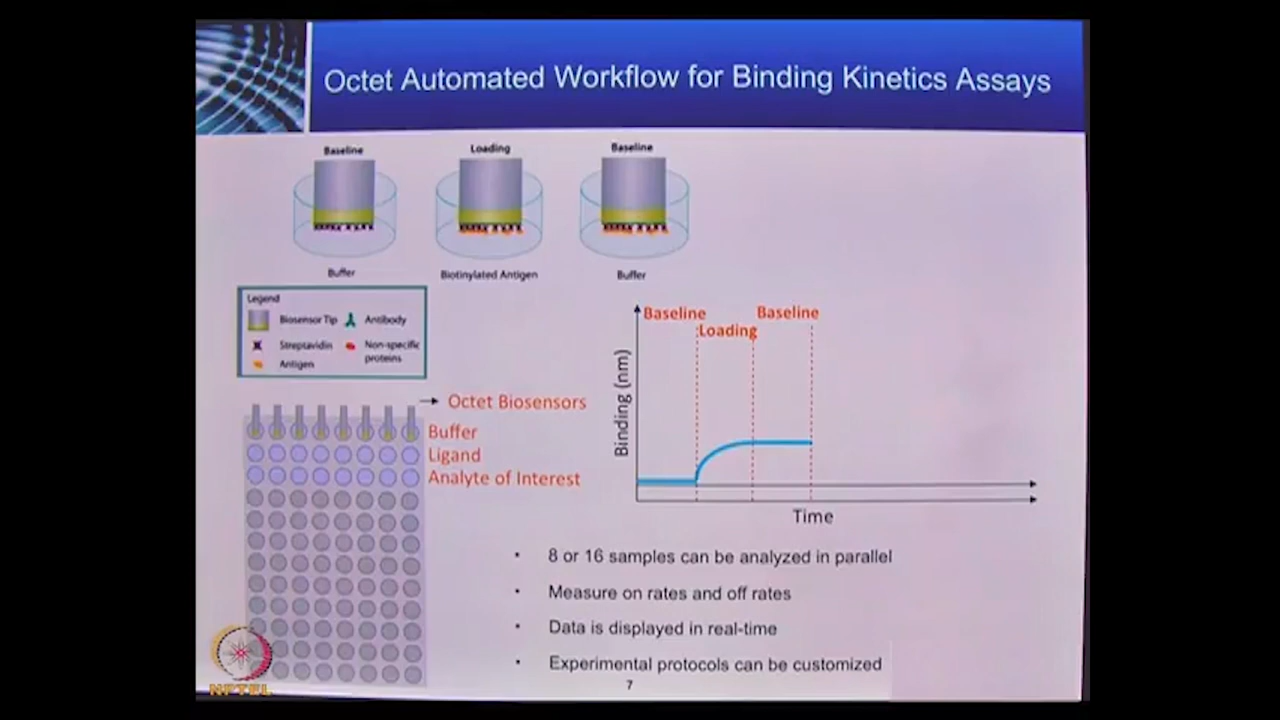 Octet Automated Workflow for Binding Kinetics Assays
Baseline
Loading
Baseline
Buffer
Biotinylated Antigen
Buffer
Legend
Biosensor Tip
Antibody
Streptavidin
Non-specific
proteins
Antigen
Octet Biosensors
Buffer
Ligand
Analyte of Interest
Baseline
Loading
Baseline
Binding (nm)
Time
• 8 or 16 samples can be analyzed in parallel
• Measure on rates and off rates
• Data is displayed in real-time
• Experimental protocols can be customized
7
NPTEL